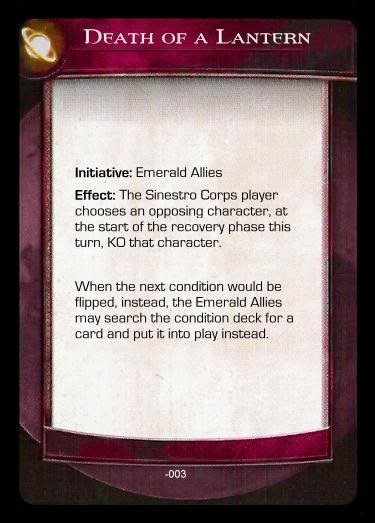 Death of a Lantern
Initiative: Emerald Allies
Effect: The Sinestro Corps player
chooses an opposing character, at
the start of the recovery phase this
turn, KO that character.
When the next condition would be
flipped, instead, the Emerald Allies
may search the condition deck for a
card and put it into play instead.
-003